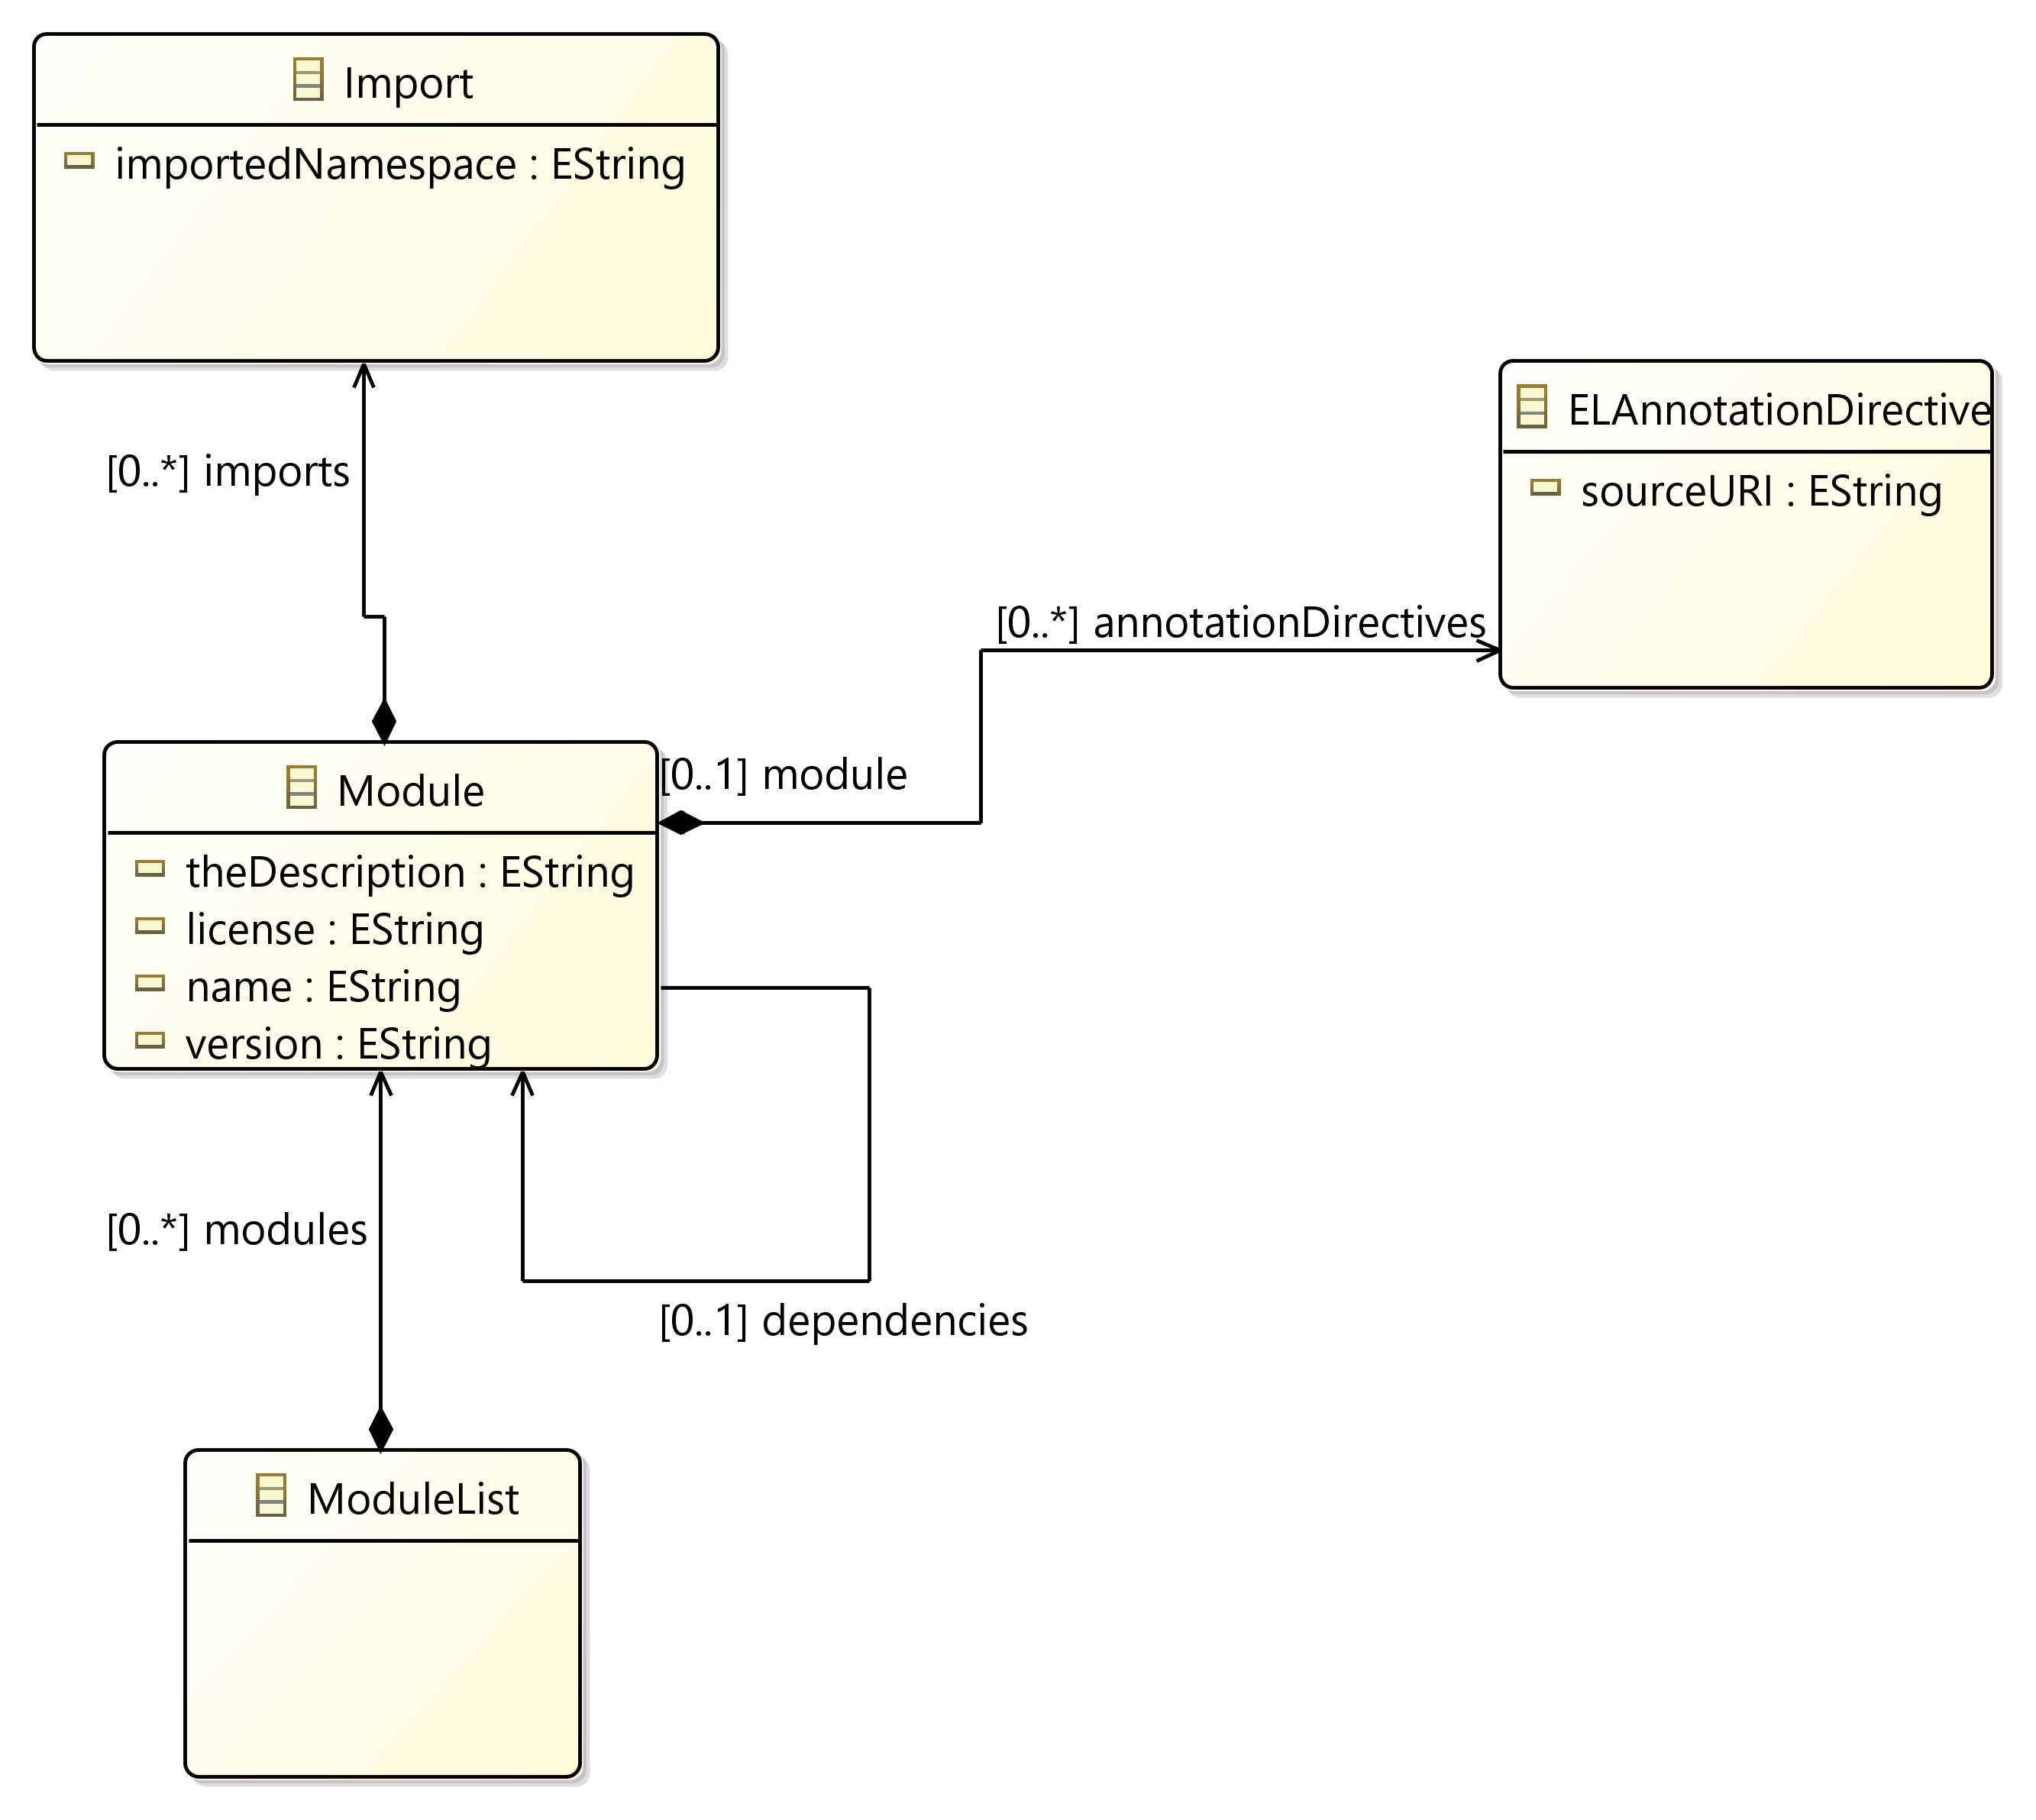 Import
importedNamespace : EString
[0..*] imports
ELAnnotationDirective
sourceURI : EString
[0..*] annotationDirectives
[0..1] module
Module
theDescription : EString
license : EString
name : EString
version : EString
[0..*] modules
[0..1] dependencies
ModuleList